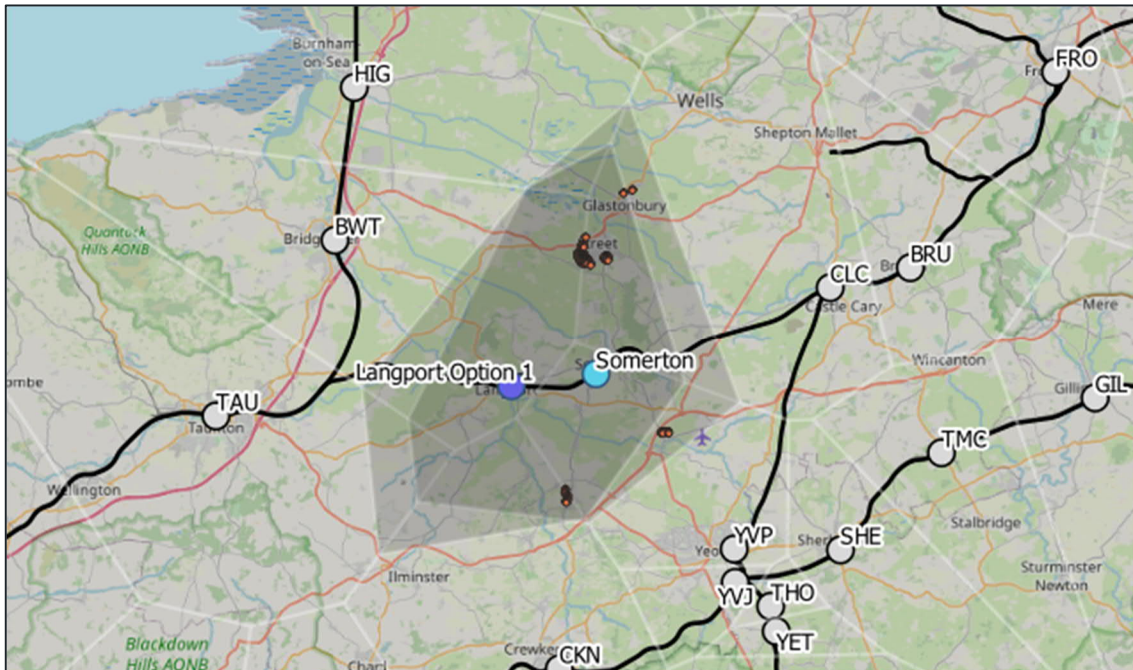 Burnham-
on-Sea
HIG
FRO
Wells
Shepton Mallet
Glastonbury
Quantock
Hills AONB
BWT
BRU
CLC
Castle Cary
Mere
Langport Option 1
Somerton
Wincanton
TAU
Taunton
GIL
TMC
Wellington
Stalbridge
YVP
SHE
Ilminster
Sturminster
Newton
YVJ
THO
YET
Blackdown
Hills AONB
CKN